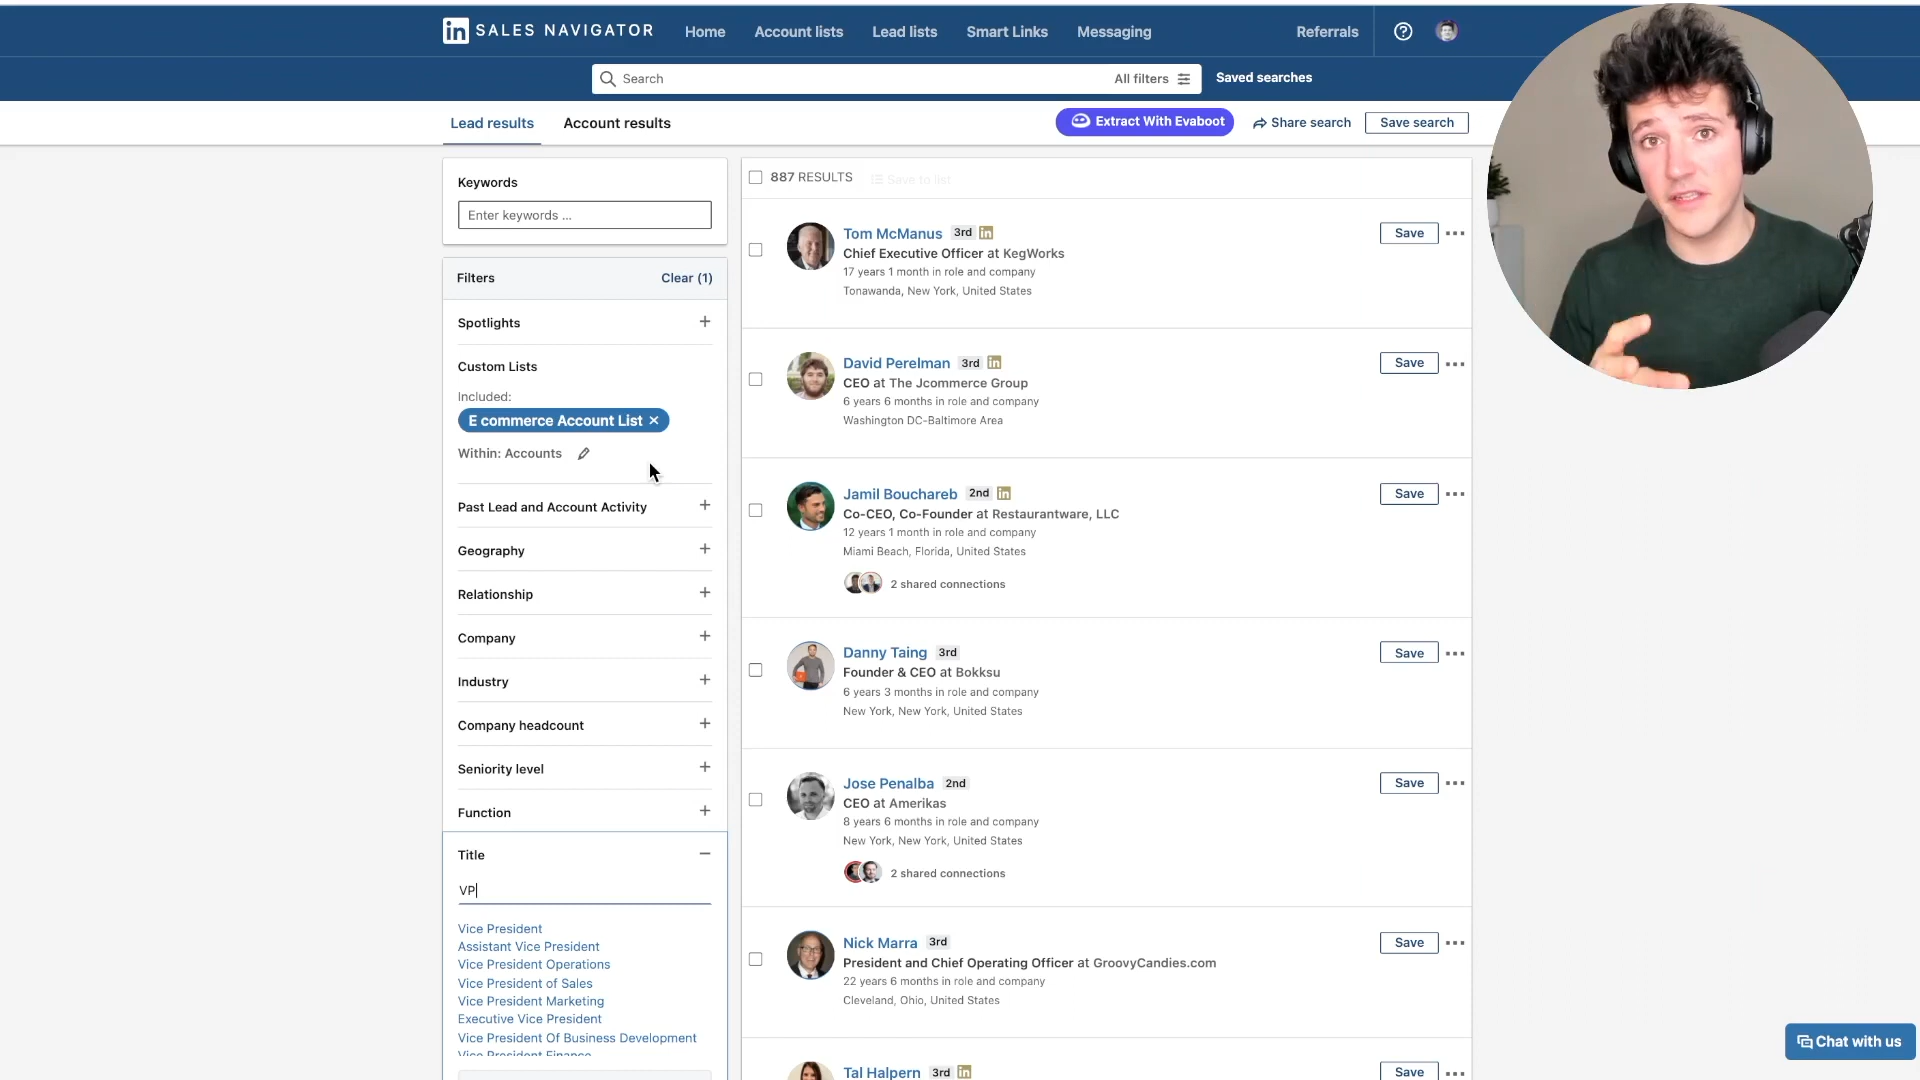 in SALES NAVIGATOR
Home
Account lists
Lead lists
Smart Links
Messaging
Referrals
Search
All filters
Saved searches
Lead results
Account results
Extract With Evaboot
Share search
Save search
Keywords
Enter keywords ...
Filters
Clear (1)
Spotlights
Custom Lists
Included:
E commerce Account List
Within: Accounts
Past Lead and Account Activity
Geography
Relationship
Company
Industry
Company headcount
Seniority level
Function
Title
VP
Vice President
Assistant Vice President
Vice President Operations
Vice President of Sales
Vice President Marketing
Executive Vice President
Vice President Of Business Development
Vice President Finance
887 RESULTS
Save to list
Tom McManus 3rd in
Save
Chief Executive Officer at KegWorks
17 years 1 month in role and company
Tonawanda, New York, United States
David Perelman 3rd in
Save
CEO at The Jcommerce Group
6 years 6 months in role and company
Washington DC-Baltimore Area
Jamil Bouchareb 2nd in
Save
Co-CEO, Co-Founder at Restaurantware, LLC
12 years 1 month in role and company
Miami Beach, Florida, United States
2 shared connections
Danny Taing 3rd
Save
Founder & CEO at Bokksu
6 years 3 months in role and company
New York, New York, United States
Jose Penalba 2nd
Save
CEO at Amerikas
8 years 6 months in role and company
New York, New York, United States
2 shared connections
Nick Marra 3rd
Save
President and Chief Operating Officer at GroovyCandies.com
22 years 6 months in role and company
Cleveland, Ohio, United States
Tal Halpern 3rd in
Save
Chat with us